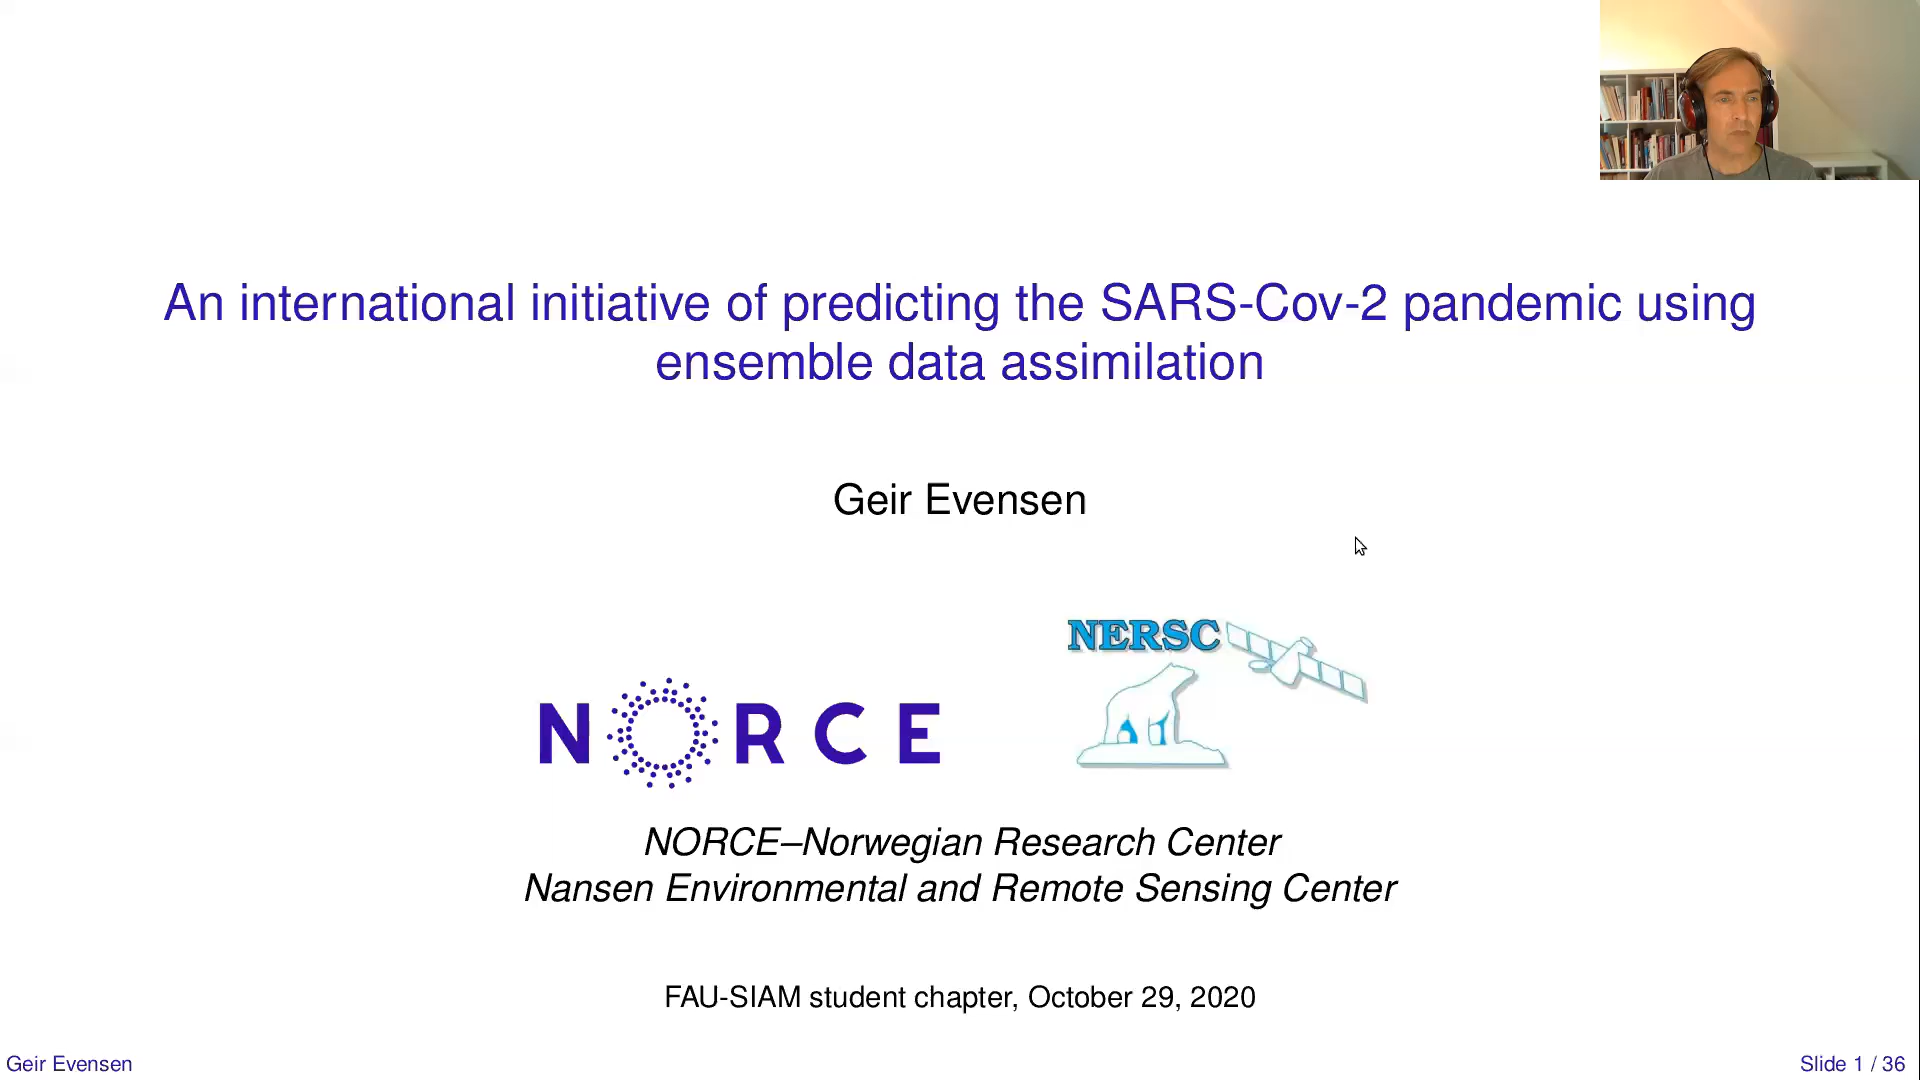 An international initiative of predicting the SARS-Cov-2 pandemic using
ensemble data assimilation
Geir Evensen
NERSC
NORCE
NORCE–Norwegian Research Center
Nansen Environmental and Remote Sensing Center
FAU-SIAM student chapter, October 29, 2020
Geir Evensen
Slide 1 / 36